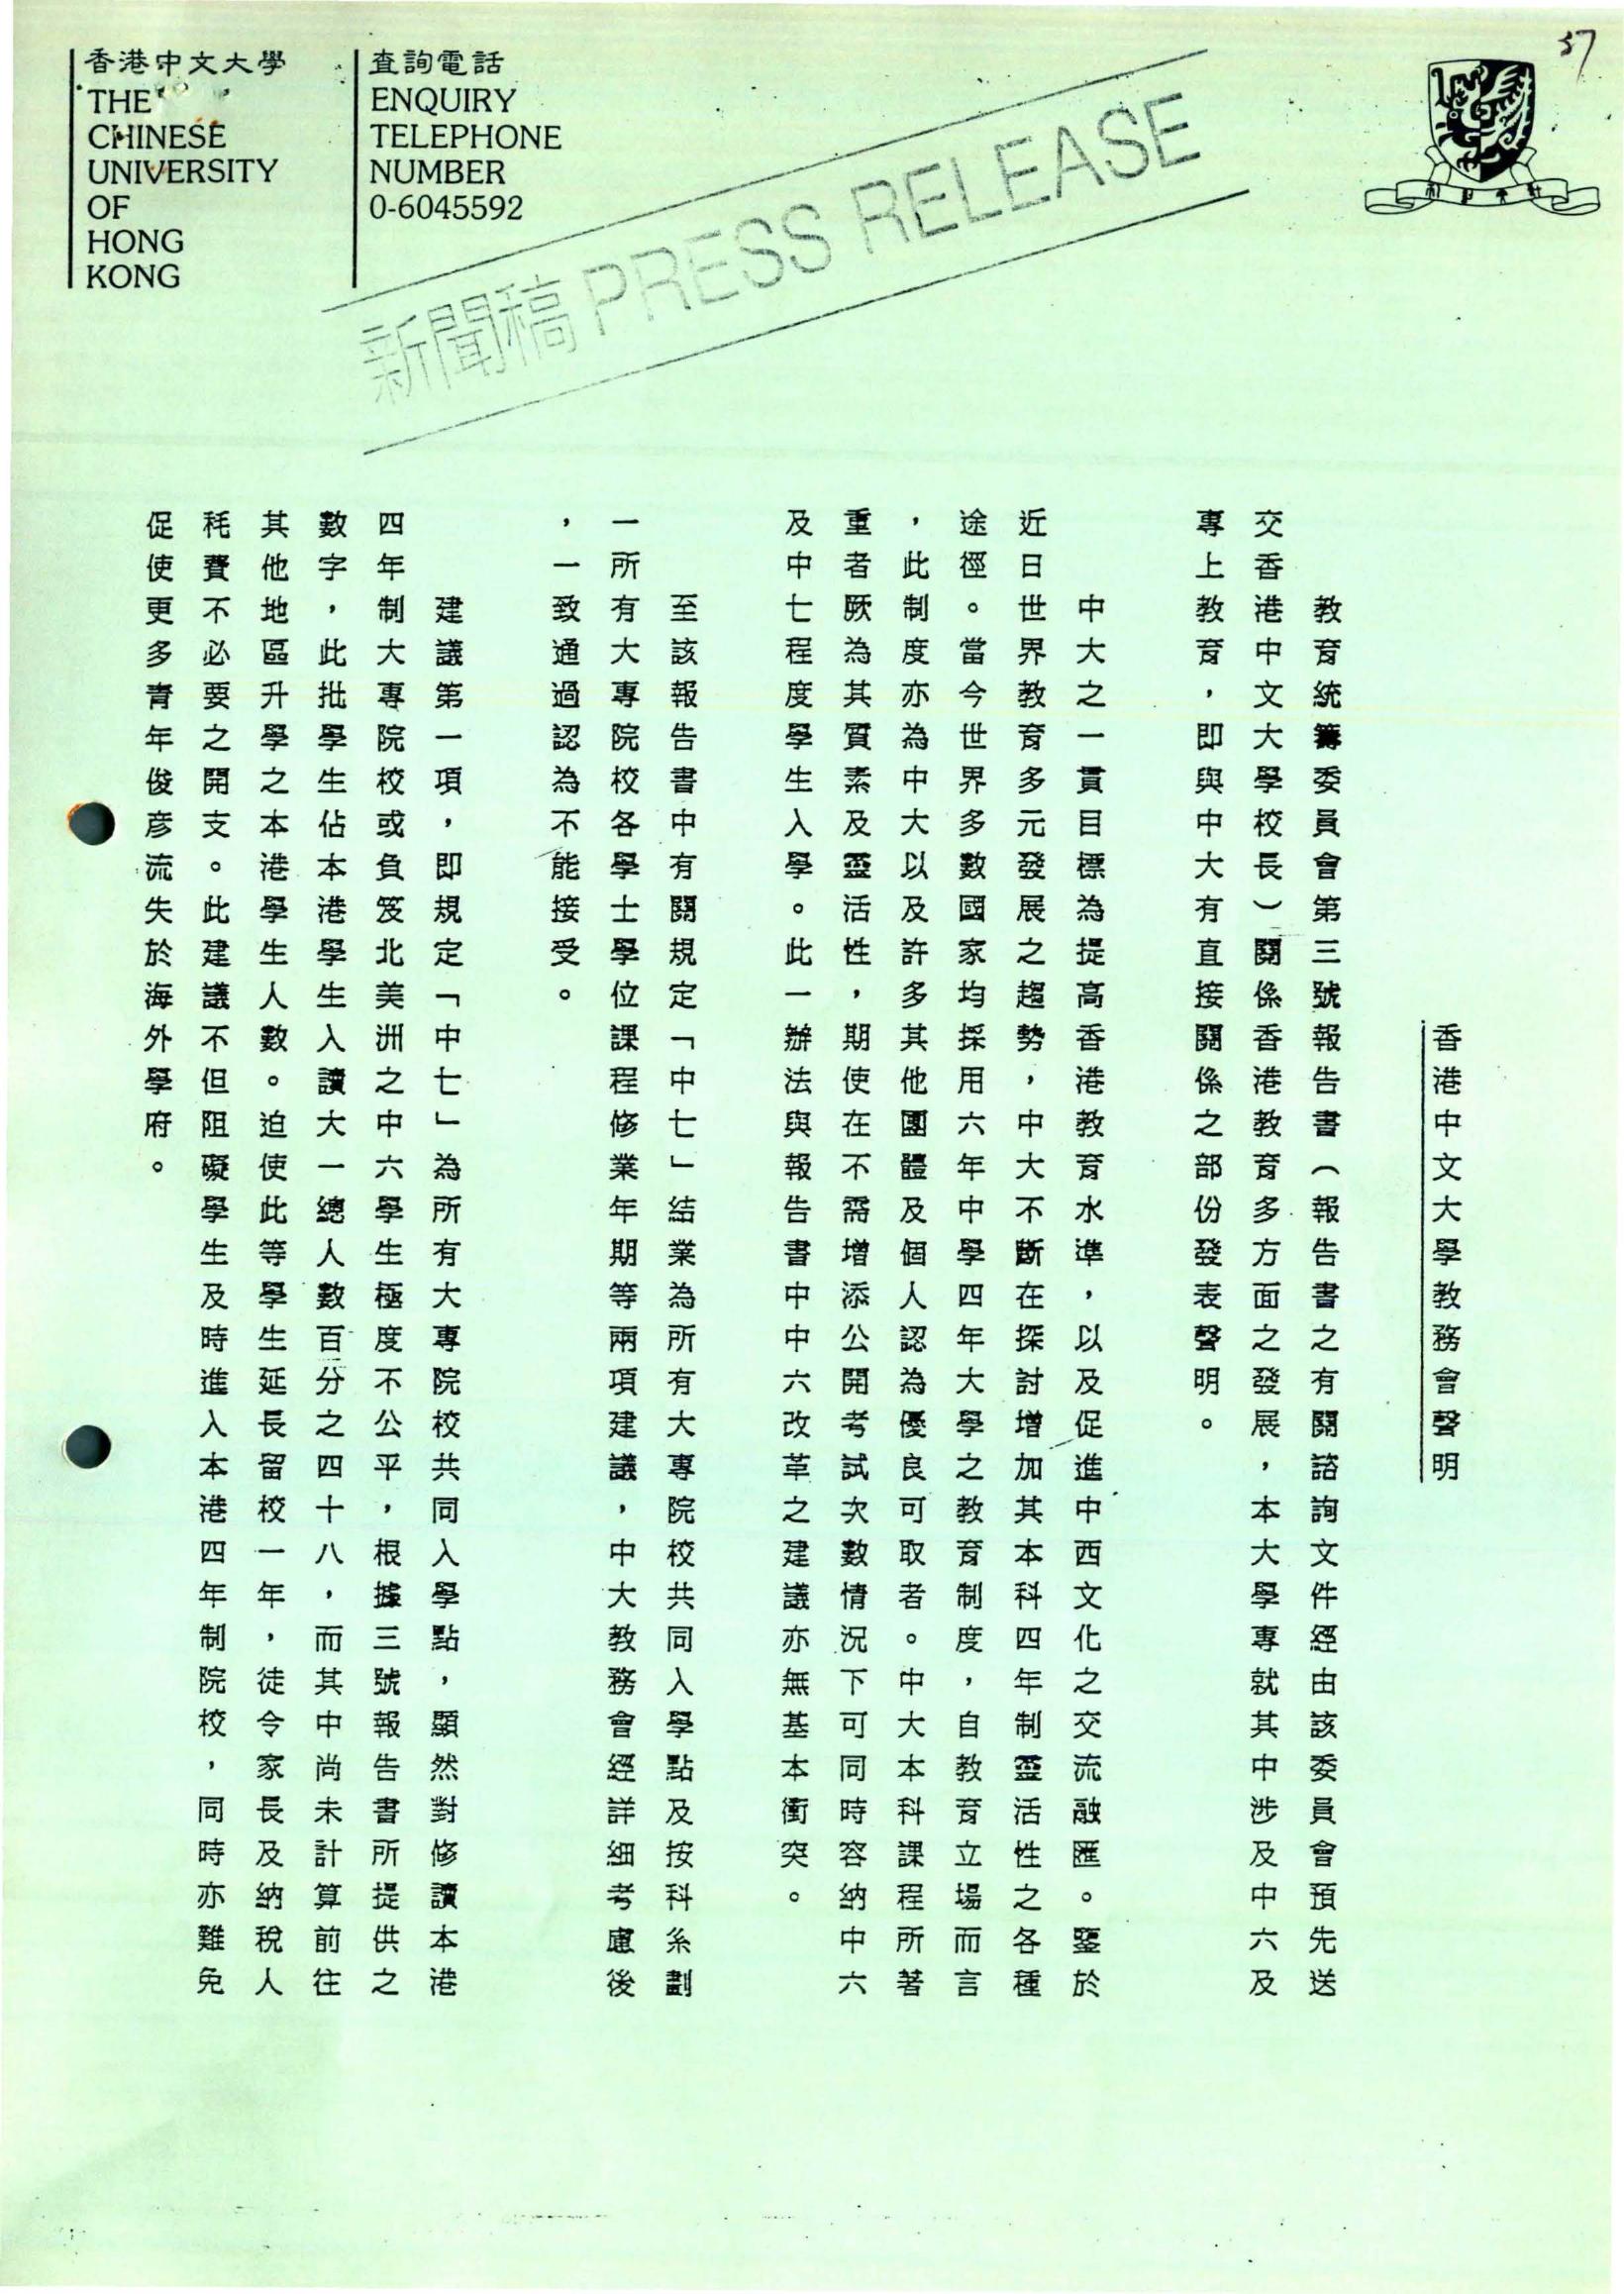 57
香港中文大學
THE
CHINESE
UNIVERSITY
OF
HONG
KONG
查詢電話
ENQUIRY
TELEPHONE
NUMBER
0-6045592
新聞稿 PRESS RELEASE
香港中文大學教務會聲明
教育統籌委員會第三號報告書（報告書之有關諮詢文件經由該委員會預先送
交香港中文大學校長）關係香港教育多方面之發展，本大學專就其中涉及中六及
專上教育，即與中大有直接關係之部份發表聲明。
中大之一貫目標為提高香港教育水準，以及促進中西文化之交流融匯。鑒於
近日世界教育多元發展之趨勢，中大不斷在探討增加其本科四年制靈活性之各種
途徑。當今世界多數國家均採用六年中學四年大學之教育制度，自教育立場而言
，此制度亦為中大以及許多其他團體及個人認為優良可取者。中大本科課程所著
重者厥為其質素及靈活性，期使在不需增添公開考試次數情況下可同時容納中六
及中七程度學生入學。此一辦法與報告書中中六改革之建議亦無基本衝突。
至該報告書中有關規定「中七」結業為所有大專院校共同入學點及按科系劃
一所有大專院校各學士學位課程修業年期等兩項建議，中大教務會經詳細考慮後
，一致通過認為不能接受。
建議第一項，即規定「中七」為所有大專院校共同入學點，顯然對修讀本港
四年制大專院校或負笈北美洲之中六學生極度不公平，根據三號報告書所提供之
數字，此批學生佔本港學生入讀大一總人數百分之四十八，而其中尚未計算前往
其他地區升學之本港學生人數。迫使此等學生延長留校一年，徒令家長及納稅人
秏費不必要之開支。此建議不但阻礙學生及時進入本港四年制院校，同時亦難免
促使更多青年俊彦流失於海外學府。